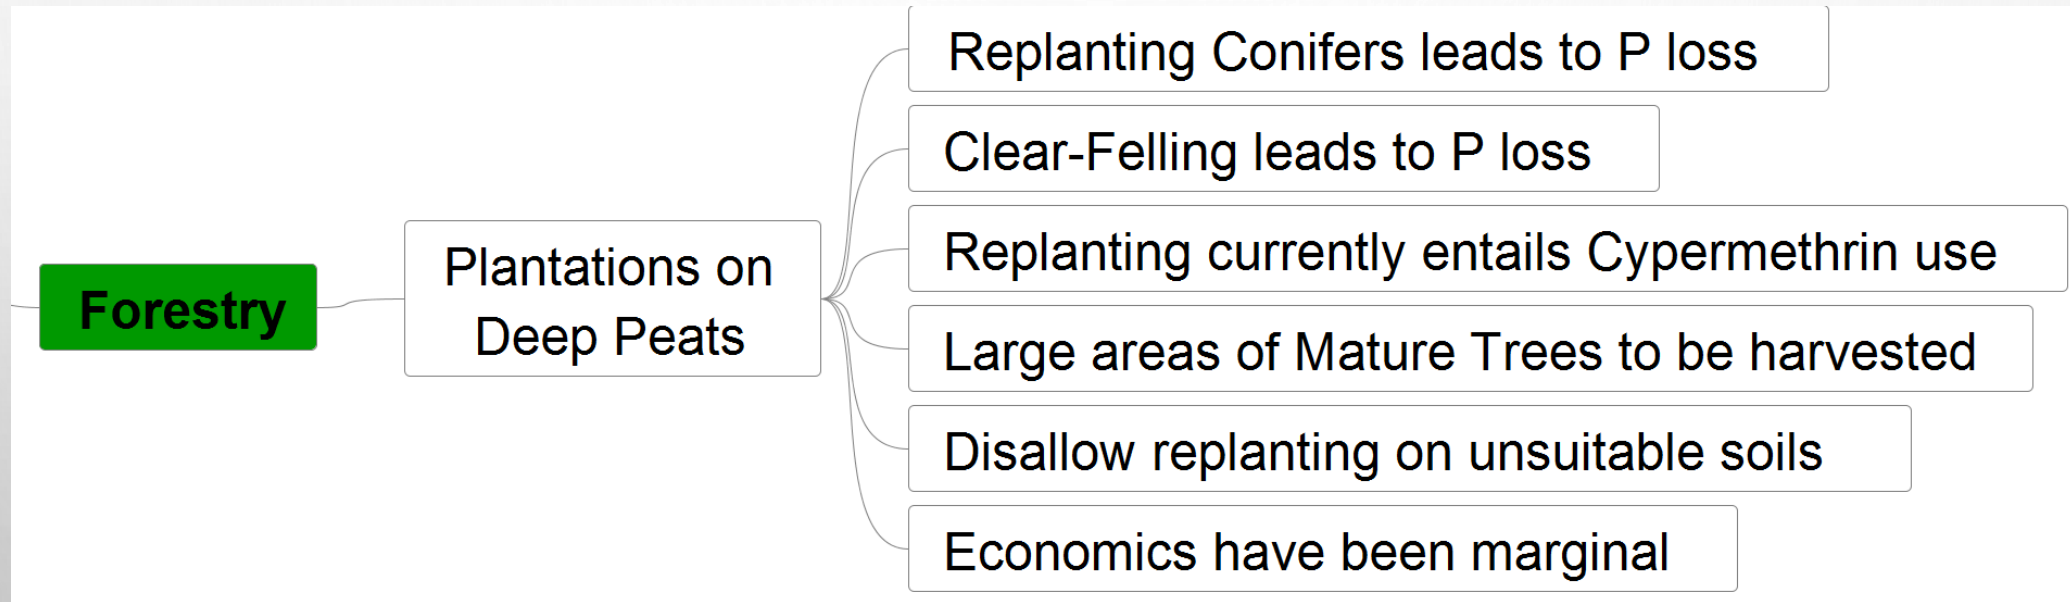 Forestry
Plantations on
Deep Peats
Replanting Conifers leads to P loss
Clear-Felling leads to P loss
Replanting currently entails Cypermethrin use
Large areas of Mature Trees to be harvested
Disallow replanting on unsuitable soils
Economics have been marginal